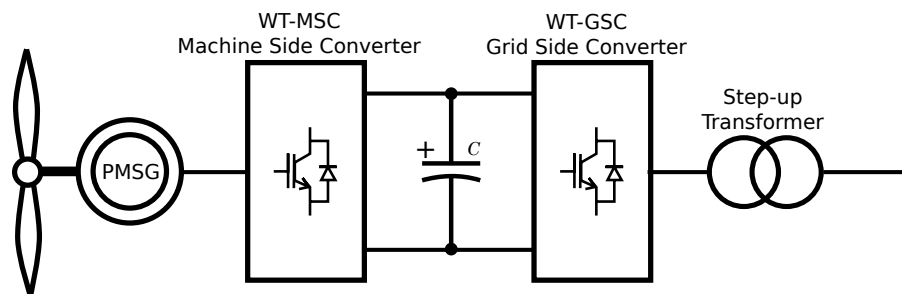 WT-MSC
Machine Side Converter
WT-GSC
Grid Side Converter
Step-up
Transformer
PMSG
+ C